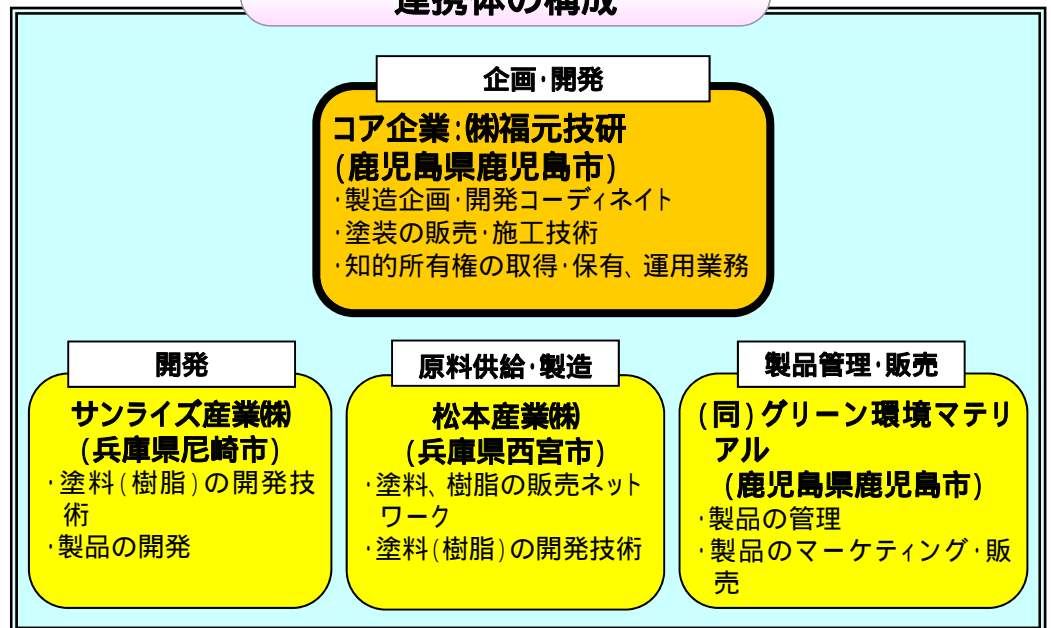 連携体の構成
企画・開発
コア企業：㈱福元技研
(鹿児島県鹿児島市)
・製造企画・開発コーディネイト
・塗装の販売・施工技術
・知的所有権の取得・保有、運用業務
開発
サンライズ産業㈱
(兵庫県尼崎市)
・塗料(樹脂)の開発技
術
・製品の開発
原料供給・製造
松本産業㈱
(兵庫県西宮市)
・塗料、樹脂の販売ネット
ワーク
・塗料(樹脂)の開発技術
製品管理・販売
(同)グリーン環境マテリ
アル
(鹿児島県鹿児島市)
・製品の管理
・製品のマーケティング・販
売